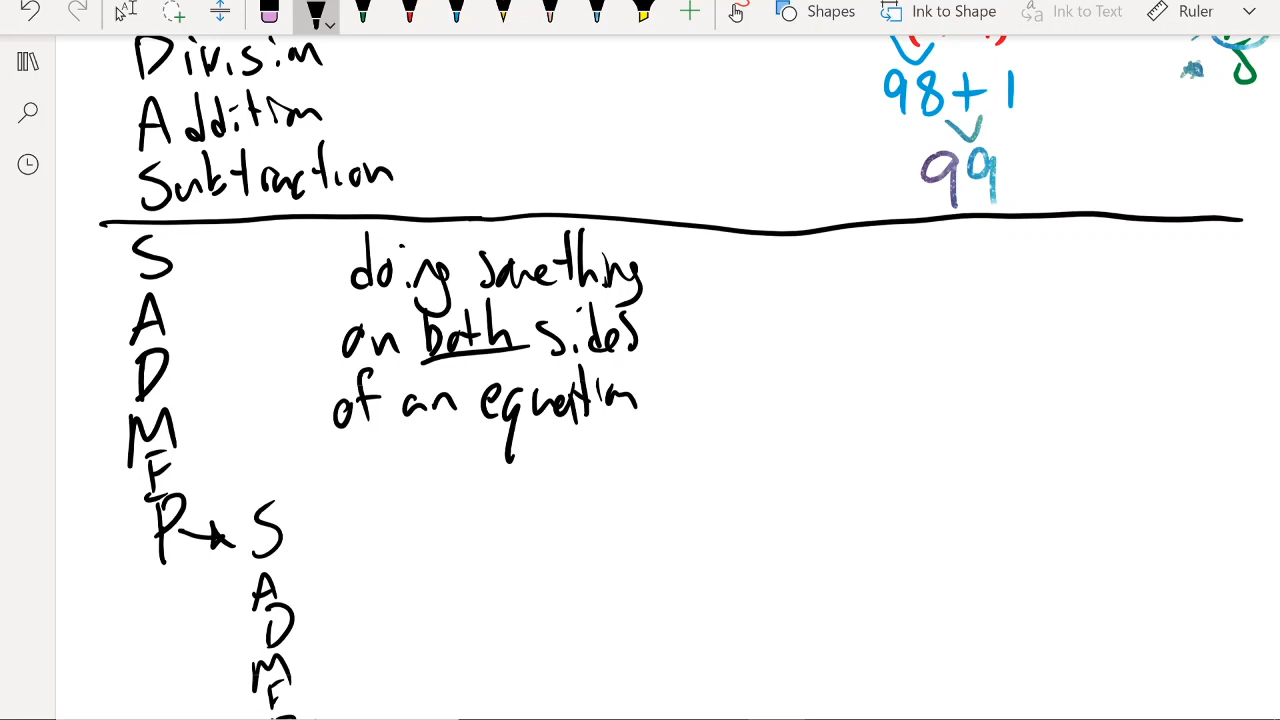 Shapes
Ink to Space
Ink to Text
Ruler
Division
Addition
Subtraction
98+1
99
S
A
D
M
E
P
doing something
on both sides
of an equation
S
A
D
M
E